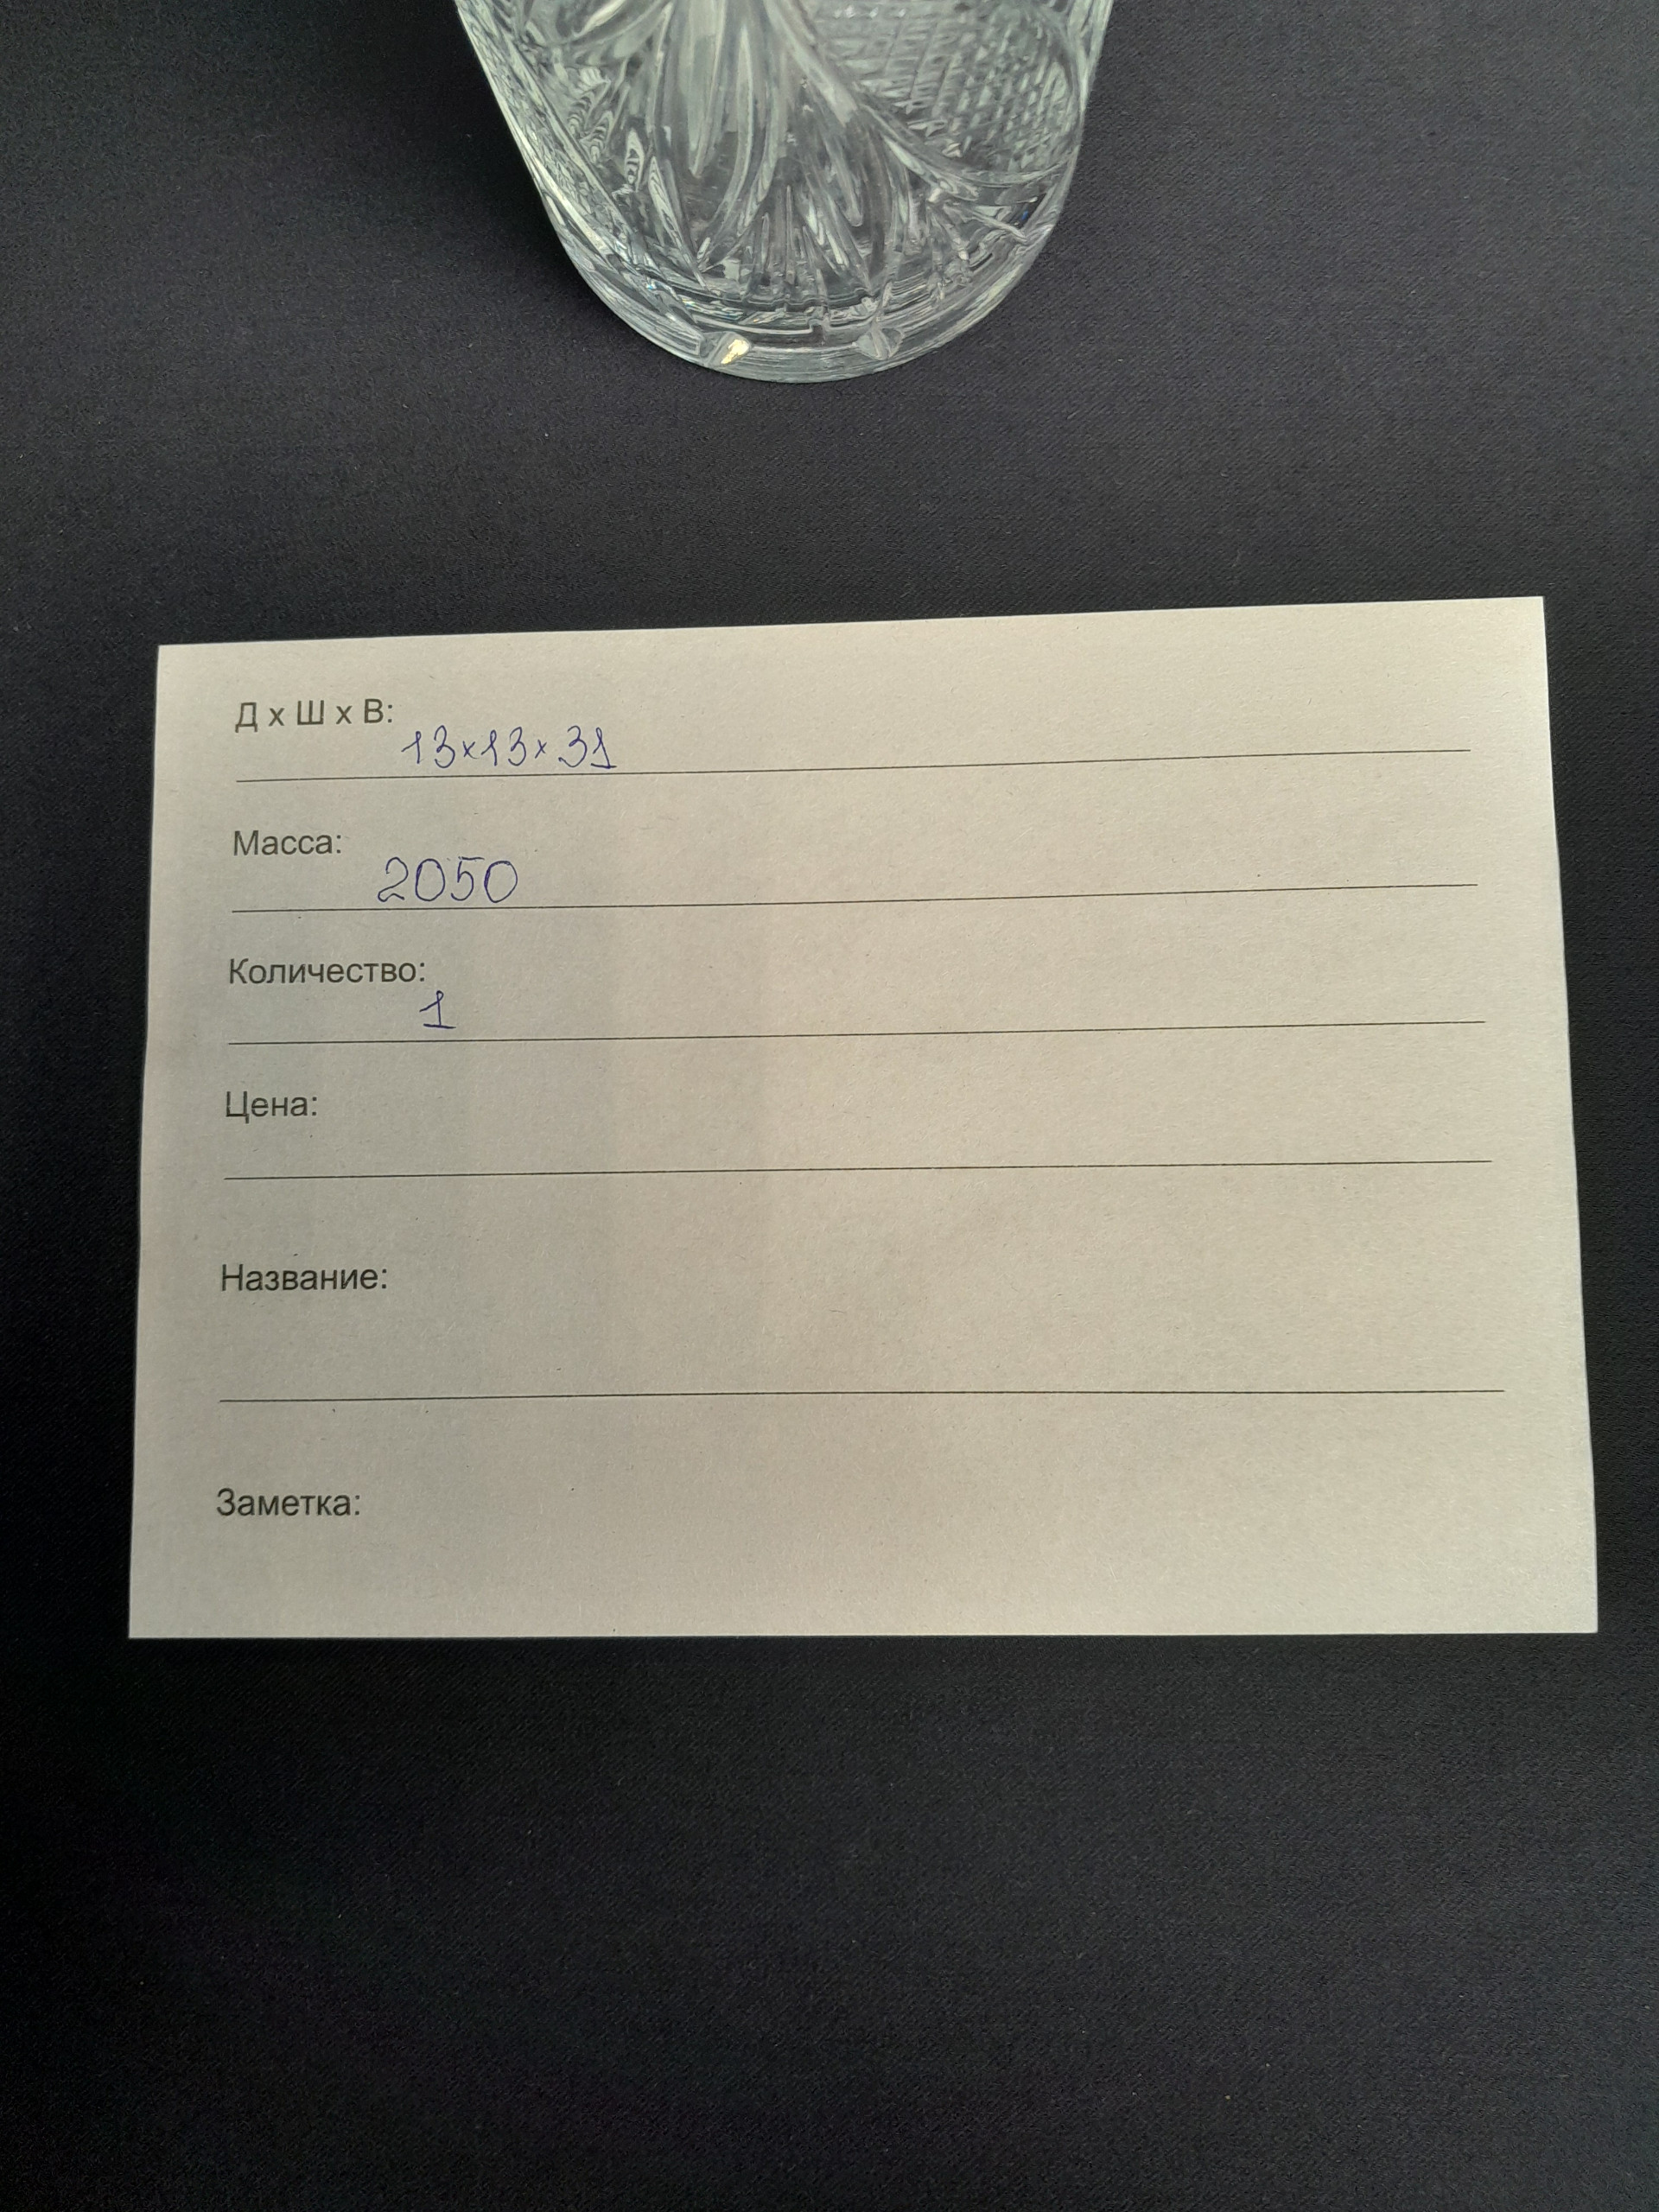 Д х Ш х В:
13×13×31
Масса:
2050
Количество:
1
Цена:
Название:
Заметка: